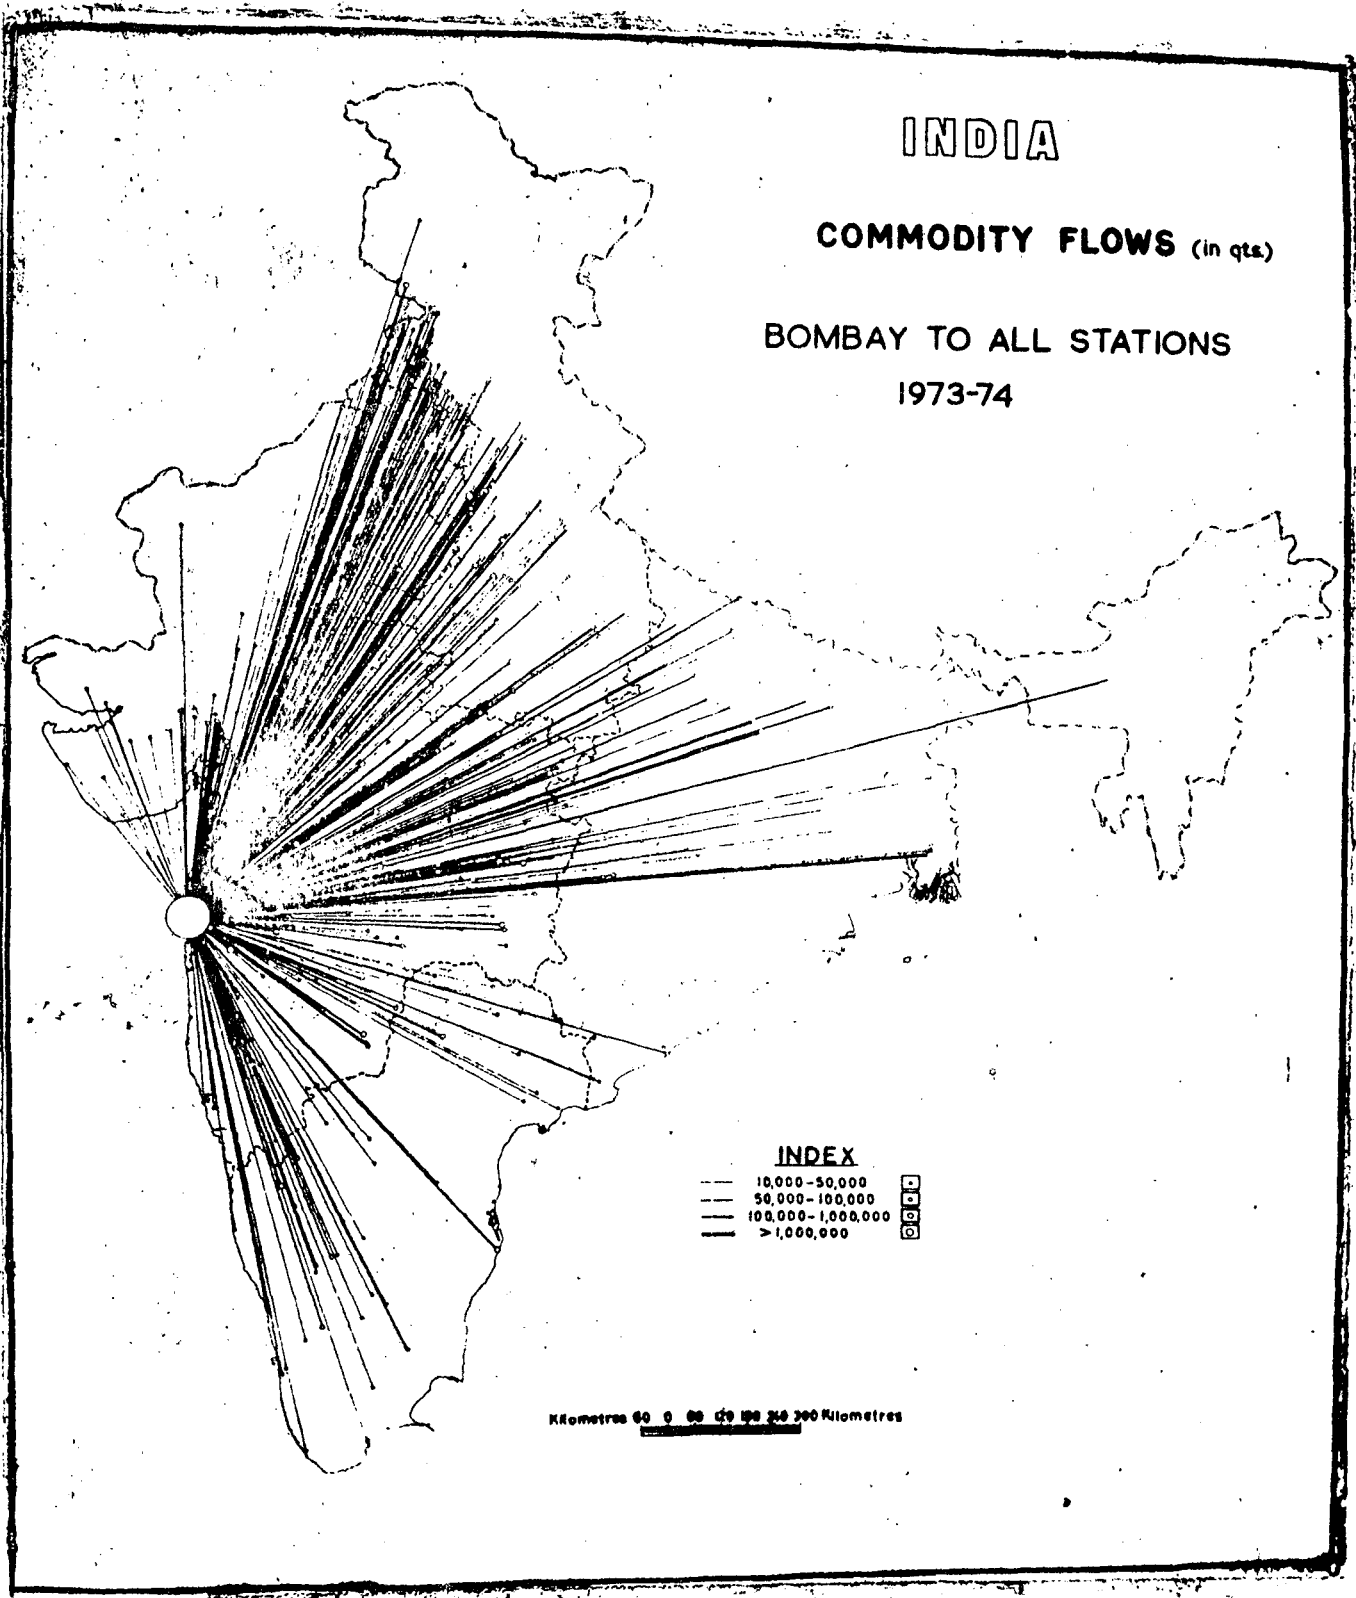 INDIA
COMMODITY FLOWS (in qts.)
BOMBAY TO ALL STATIONS
1973-74
INDEX
10,000-50,000
50,000-100,000
100,000-1,000,000
>1,000,000
Kilometres 60 0 60 120 180 240 300 Kilometres